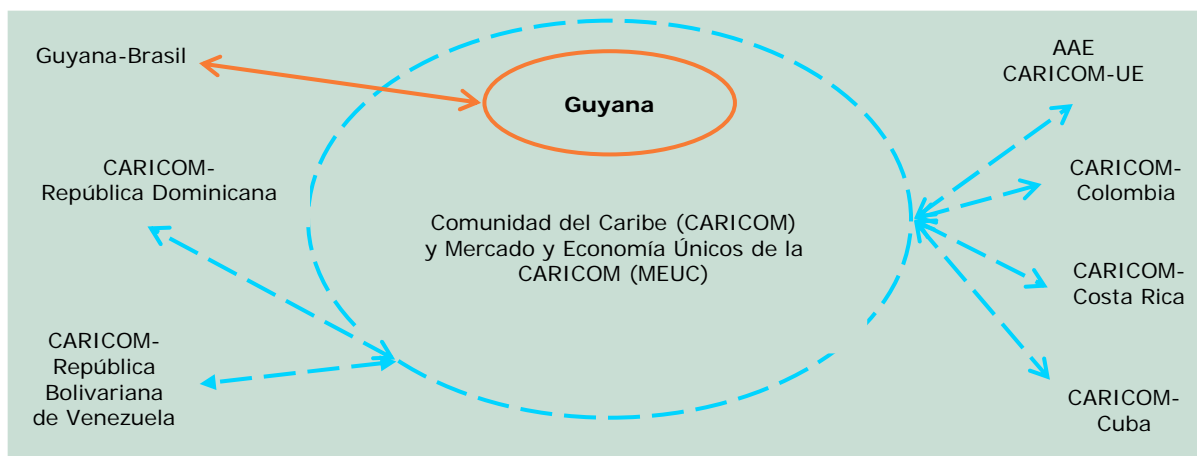 Guyana-Brasil
Guyana
AAE
CARICOM-UE
CARICOM-
República Dominicana
CARICOM-
Colombia
Comunidad del Caribe (CARICOM)
y Mercado y Economía Únicos de la
CARICOM (MEUC)
CARICOM-
Costa Rica
CARICOM-
República
Bolivariana
de Venezuela
CARICOM-
Cuba